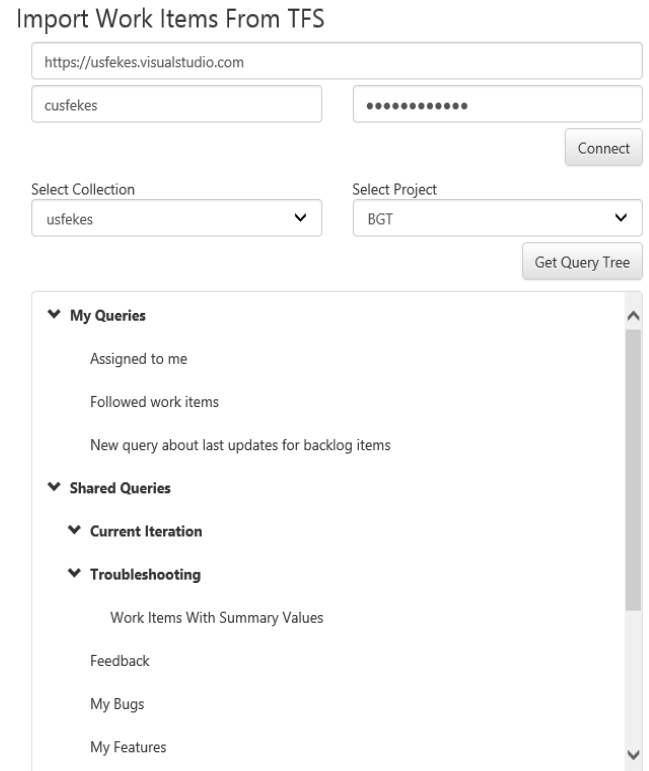 Import Work Items From TFS
https://usfekes.visualstudio.com
cusfekes ●●●●●●●●●●●●
Connect
Select Collection Select Project
usfekes BGT
Get Query Tree
My Queries
Assigned to me
Followed work items
New query about last updates for backlog items
Shared Queries
Current Iteration
Troubleshooting
Work Items With Summary Values
Feedback
My Bugs
My Features